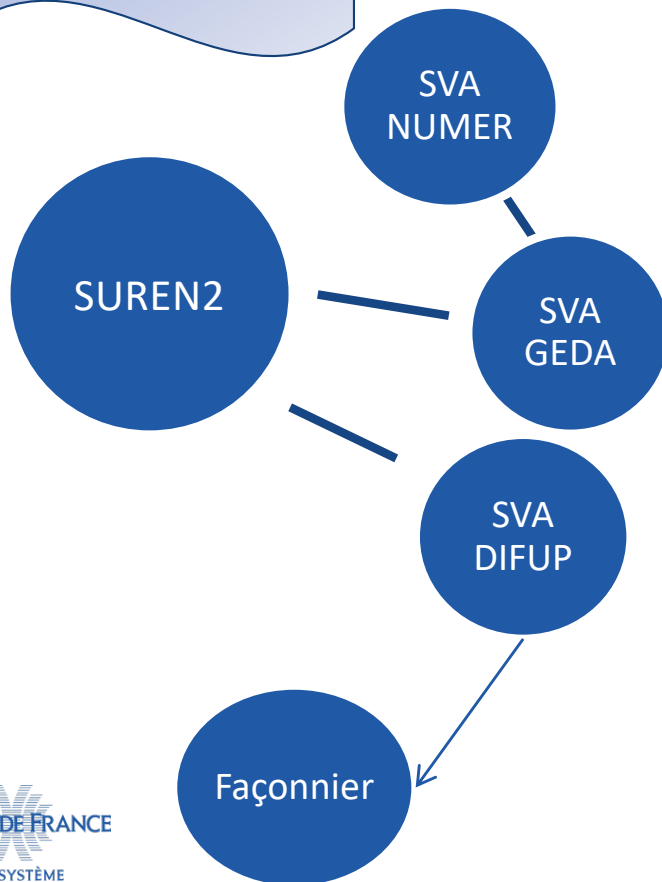 SVA
NUMER
SUREN2
SVA
GEDA
SVA
DIFUP
Façonnier
DE FRANCE
SYSTÈME